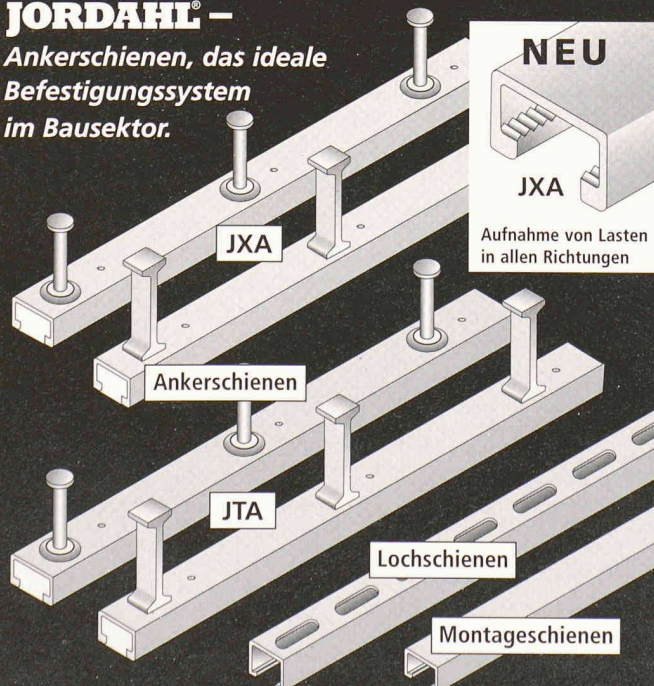 JORDAHL® –
Ankerschienen, das ideale
Befestigungssystem
im Bausektor.
NEU
JXA
Aufnahme von Lasten
in allen Richtungen
JXA
Ankerschienen
JTA
Lochschienen
Montageschienen